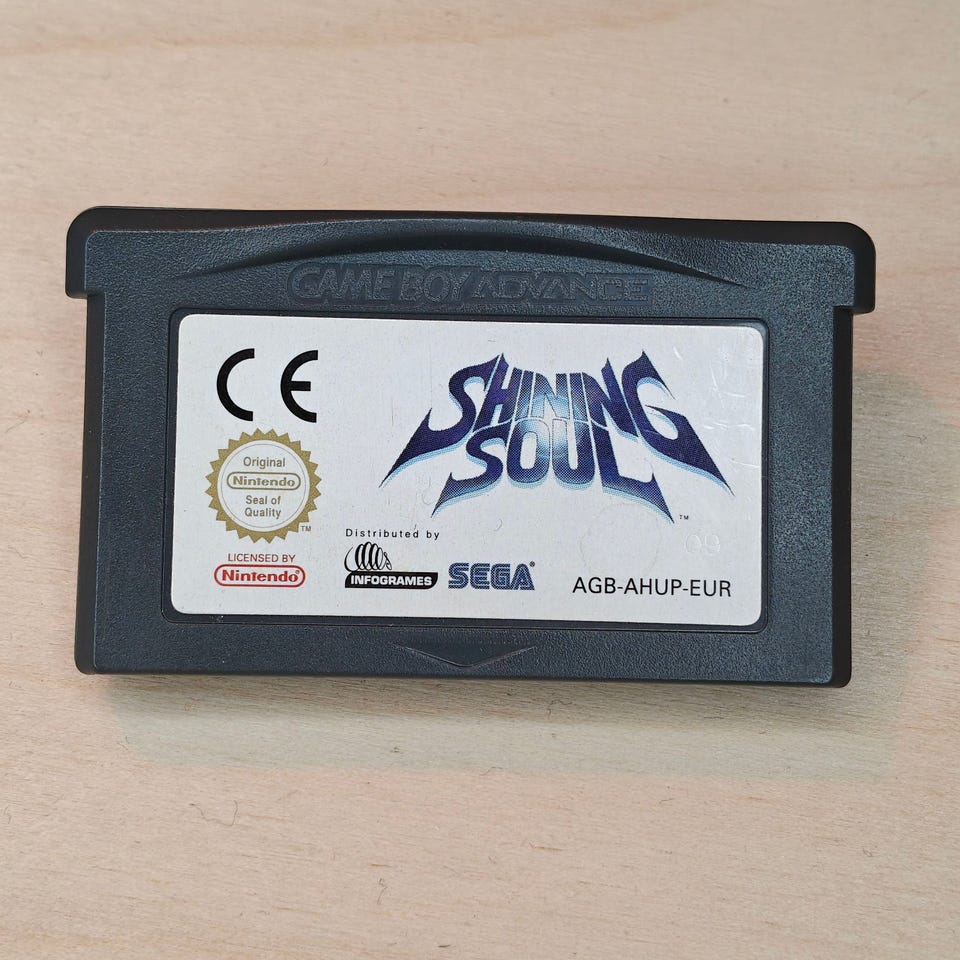 GAME BOY ADVANCE
CE
SHINING
SOUL
TM
Original
Nintendo
Seal of
Quality
TM
LICENSED BY
Nintendo®
Distributed by
INFOGRAMES
SEGA®
AGB-AHUP-EUR
09